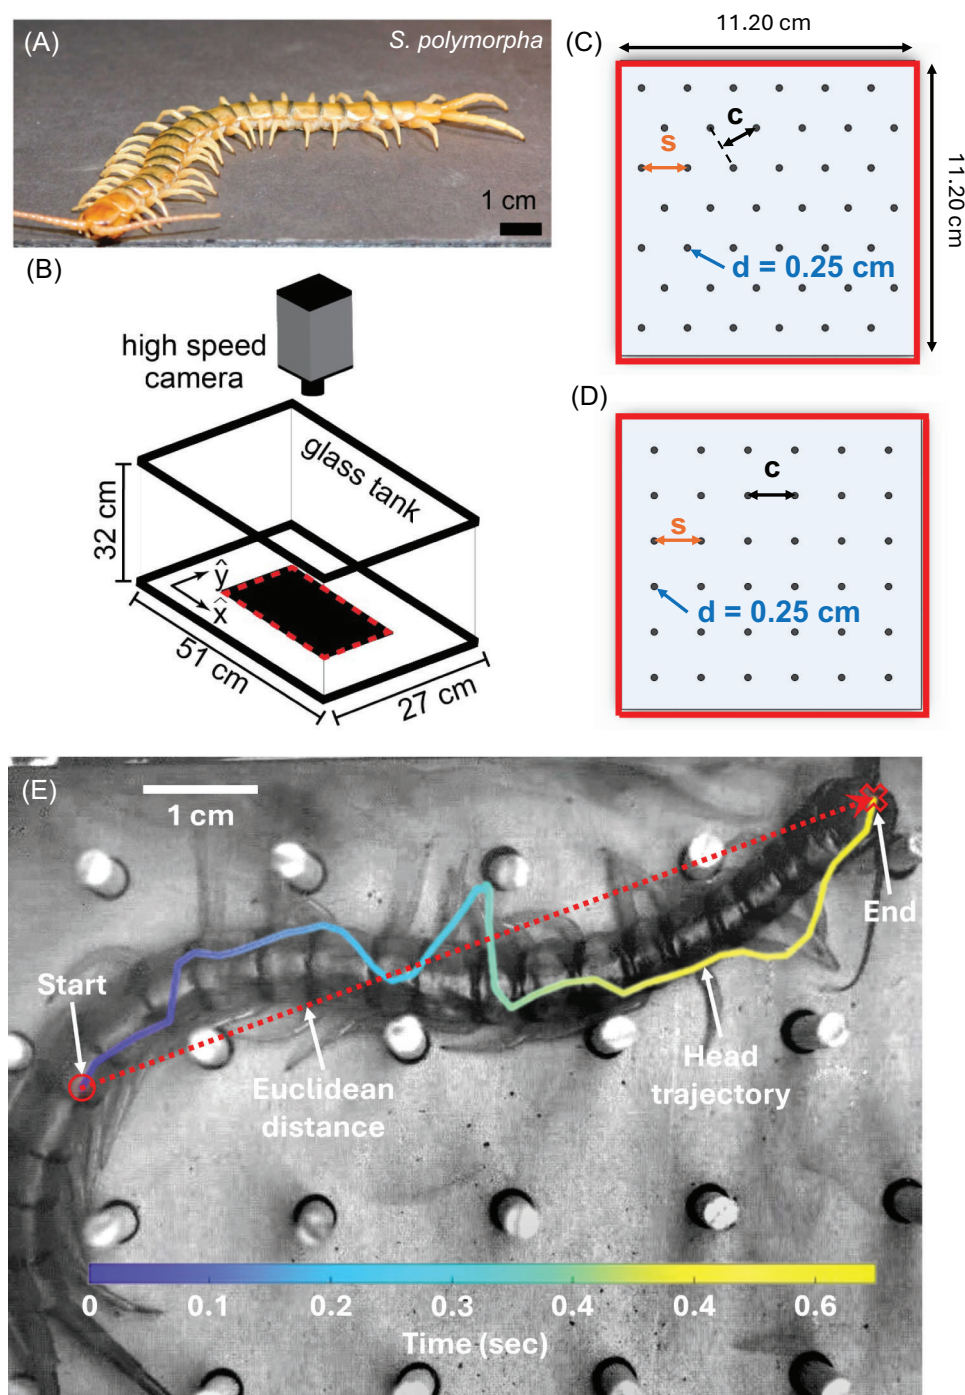 (A)
S. polymorpha
1 cm
(B)
high speed
camera
glass tank
32 cm
ŷ
x̂
51 cm
27 cm
(C)
11.20 cm
c
s
d = 0.25 cm
11.20 cm
(D)
c
s
d = 0.25 cm
(E)
1 cm
Start
End
Euclidean
distance
Head
trajectory
0 0.1 0.2 0.3 0.4 0.4 0.6
Time (sec)